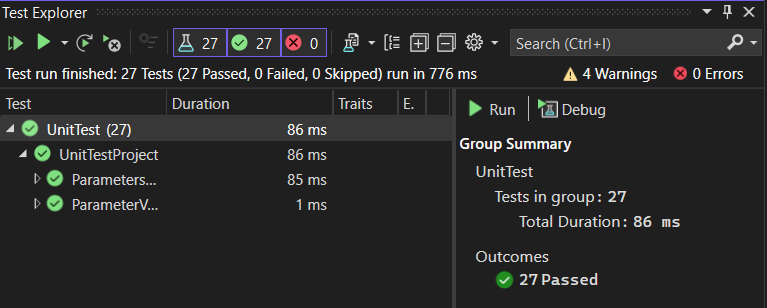 Test Explorer
27 27 0
Search (Ctrl+I)
Test run finished: 27 Tests (27 Passed, 0 Failed, 0 Skipped) run in 776 ms
4 Warnings
0 Errors
Test Duration Traits E.
UnitTest (27) 86 ms
UnitTestProject 86 ms
Parameters... 85 ms
ParameterV... 1 ms
Run Debug
Group Summary
UnitTest
Tests in group: 27
Total Duration: 86 ms
Outcomes
27 Passed